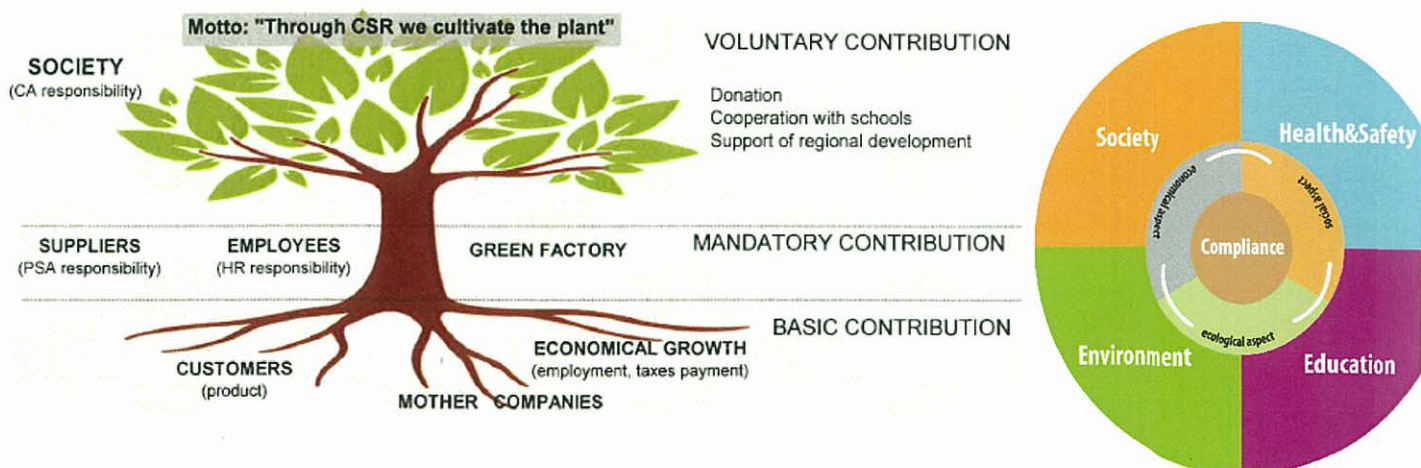 Motto: "Through CSR we cultivate the plant"
SOCIETY
(CA responsibility)
VOLUNTARY CONTRIBUTION
Donation
Cooperation with schools
Support of regional development
SUPPLIERS
(PSA responsibility)
EMPLOYEES
(HR responsibility)
GREEN FACTORY
MANDATORY CONTRIBUTION
BASIC CONTRIBUTION
CUSTOMERS
(product)
MOTHER COMPANIES
ECONOMICAL GROWTH
(employment, taxes payment)
Society
Health&Safety
economical aspect
social aspect
Compliance
ecological aspect
Environment
Education